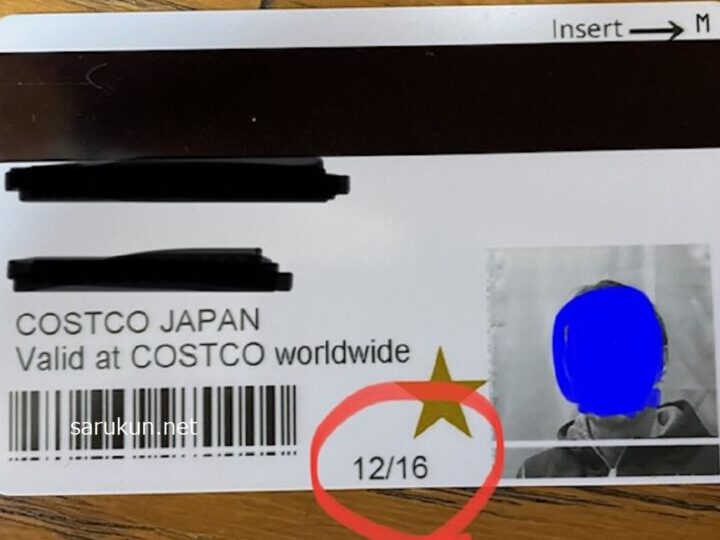 Insert → M
COSTCO JAPAN
Valid at COSTCO worldwide
sarukun.net
12/16